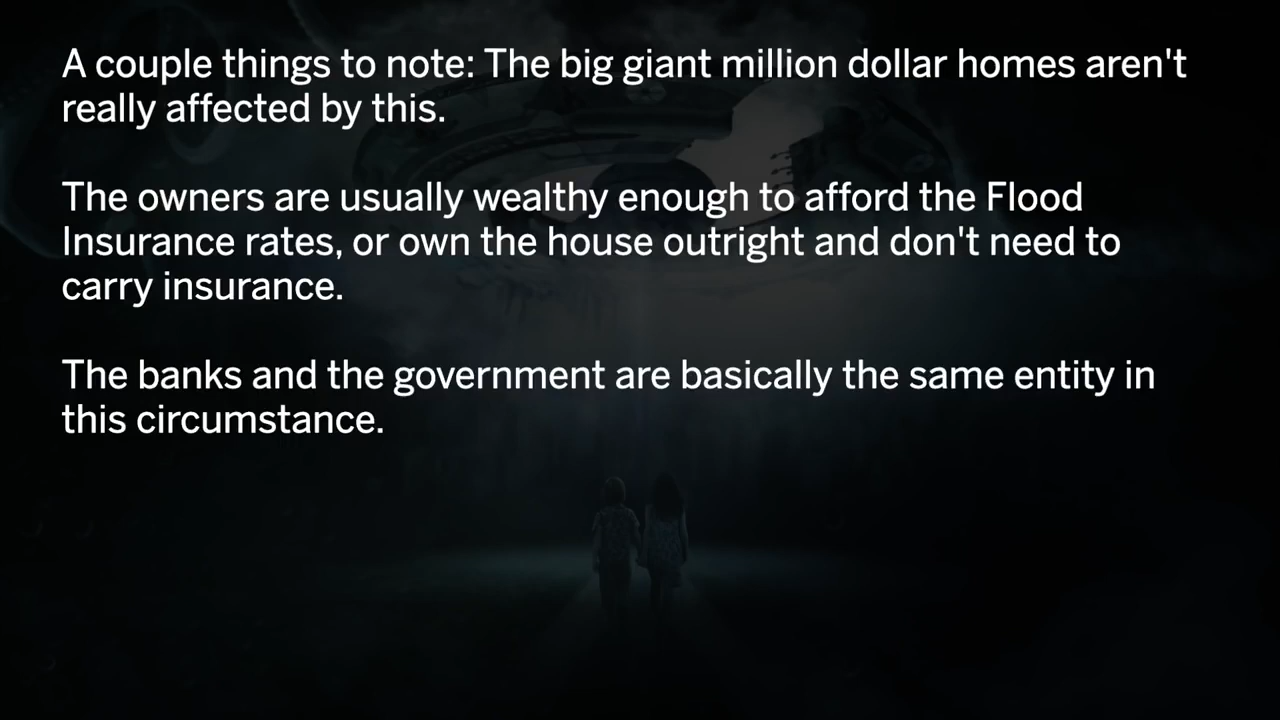 A couple things to note: The big giant million dollar homes aren't
really affected by this.
The owners are usually wealthy enough to afford the Flood
Insurance rates, or own the house outright and don't need to
carry insurance.
The banks and the government are basically the same entity in
this circumstance.